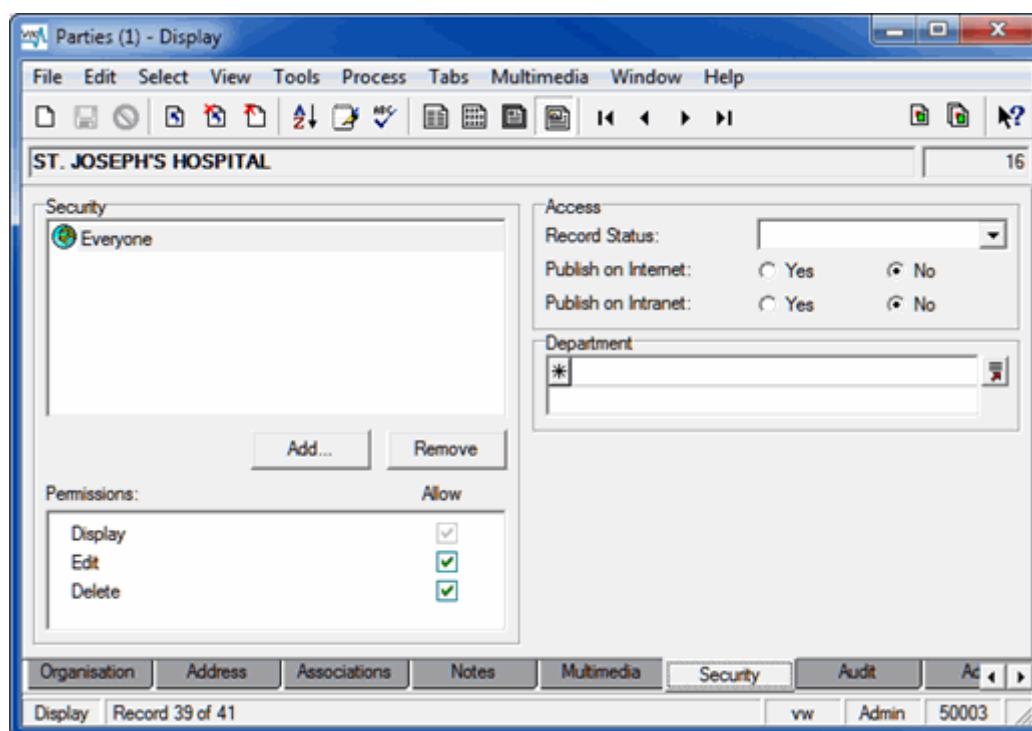 Parties (1) - Display
File Edit Select View Tools Process Tabs Multimedia Window Help
ST. JOSEPH'S HOSPITAL 16
Security
Everyone
Add... Remove
Permissions: Allow
Display
Edit
Delete
Access
Record Status:
Publish on Internet: Yes No
Publish on Intranet: Yes No
Department
Organisation Address Associations Notes Multimedia Security Audit Ad
Display Record 39 of 41 vw Admin 50003